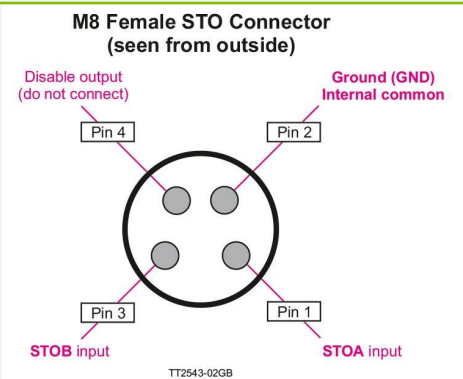 M8 Female STO Connector
(seen from outside)
Disable output
(do not connect)
Ground (GND)
Internal common
Pin 4
Pin 2
Pin 3
Pin 1
STOB input
STOA input
TT2543-02GB